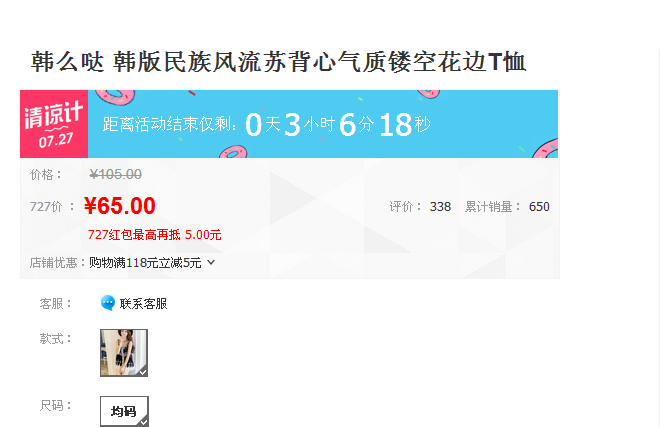 韩么哒 韩版民族风流苏背心气质镂空花边T恤
清凉计
07.27
距离活动结束仅剩：0天3小时6分18秒
价格： ¥105.00
727价： ¥65.00 评价： 338 累计销量： 650
727红包最高再抵 5.00元
店铺优惠：购物满118元立减5元
客服： 联系客服
款式：
尺码： 均码